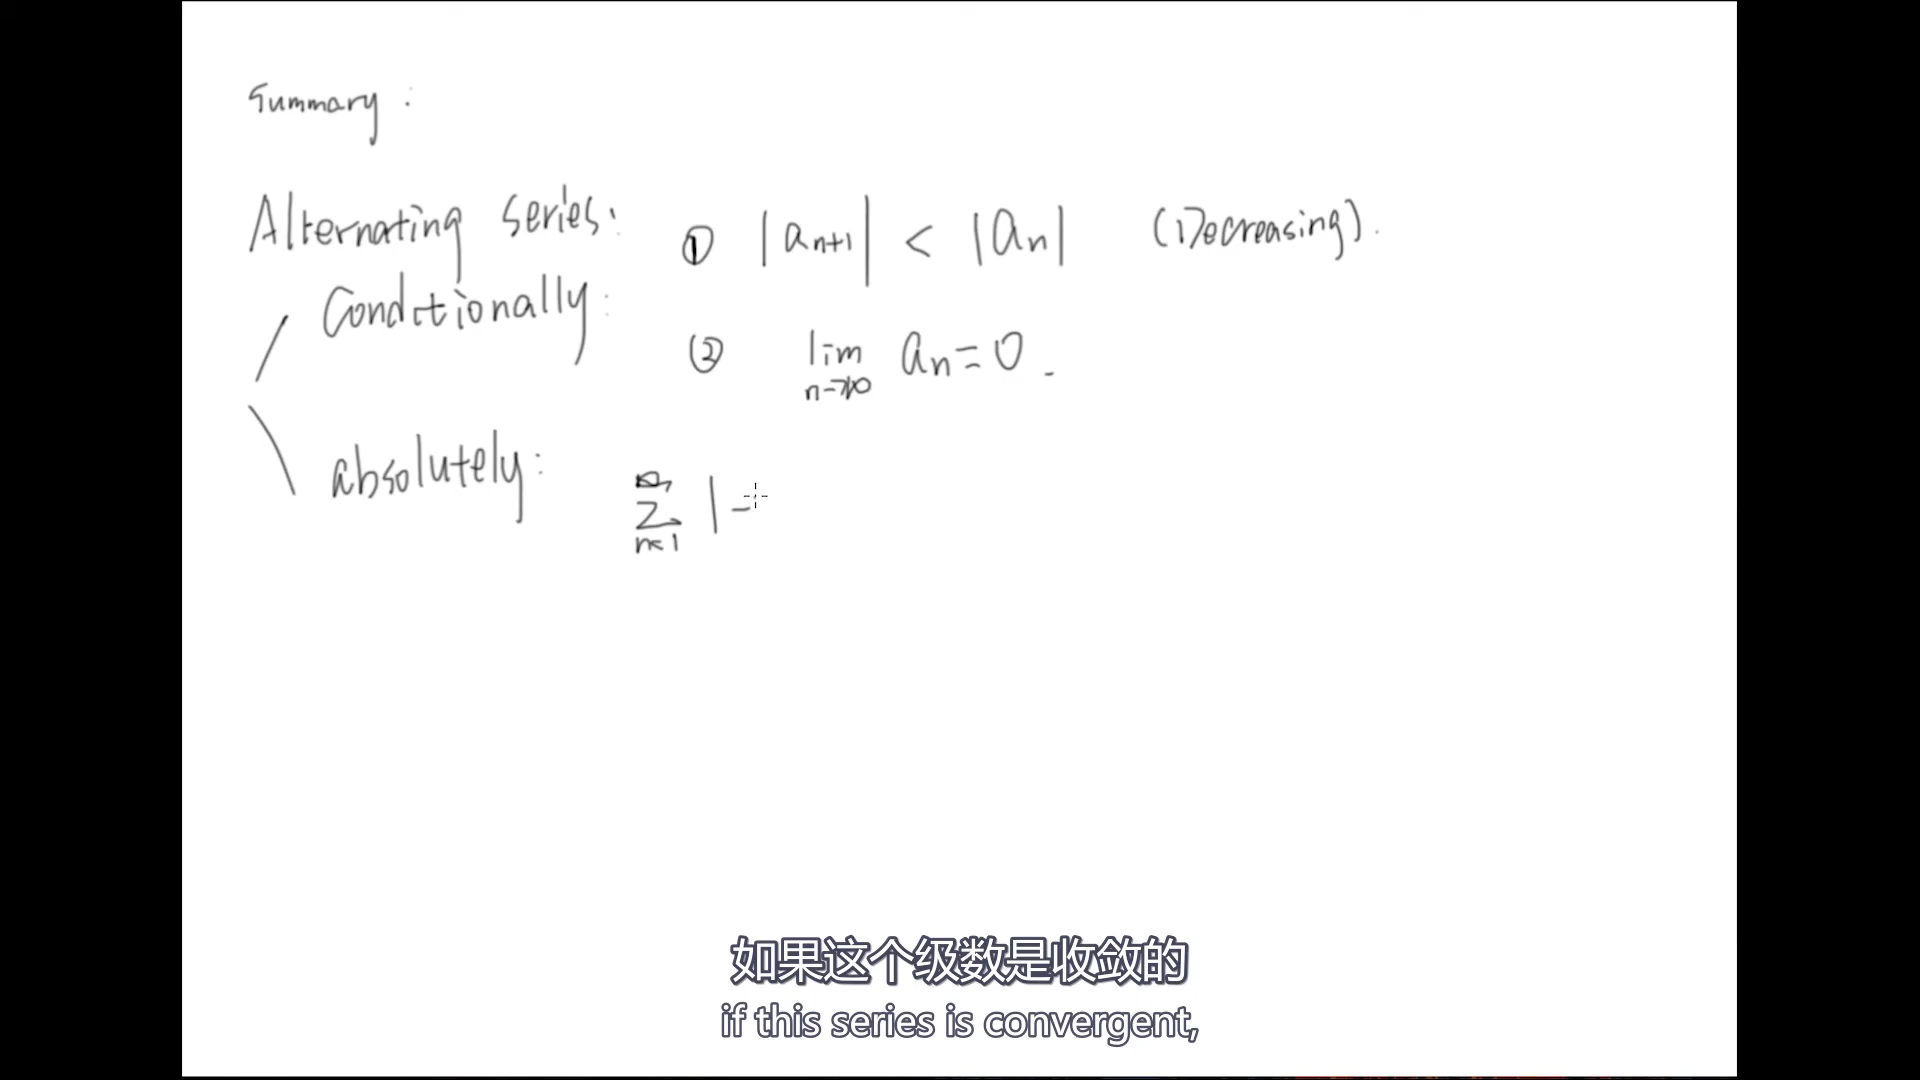 Summary:
Alternating series: ① |an+1| < |an| (Decreasing).
Conditionally: ② lim n→∞ an=0.
absolutely: ∞ Σ n=1 |-
如果这个级数是收敛的
if this series is convergent,